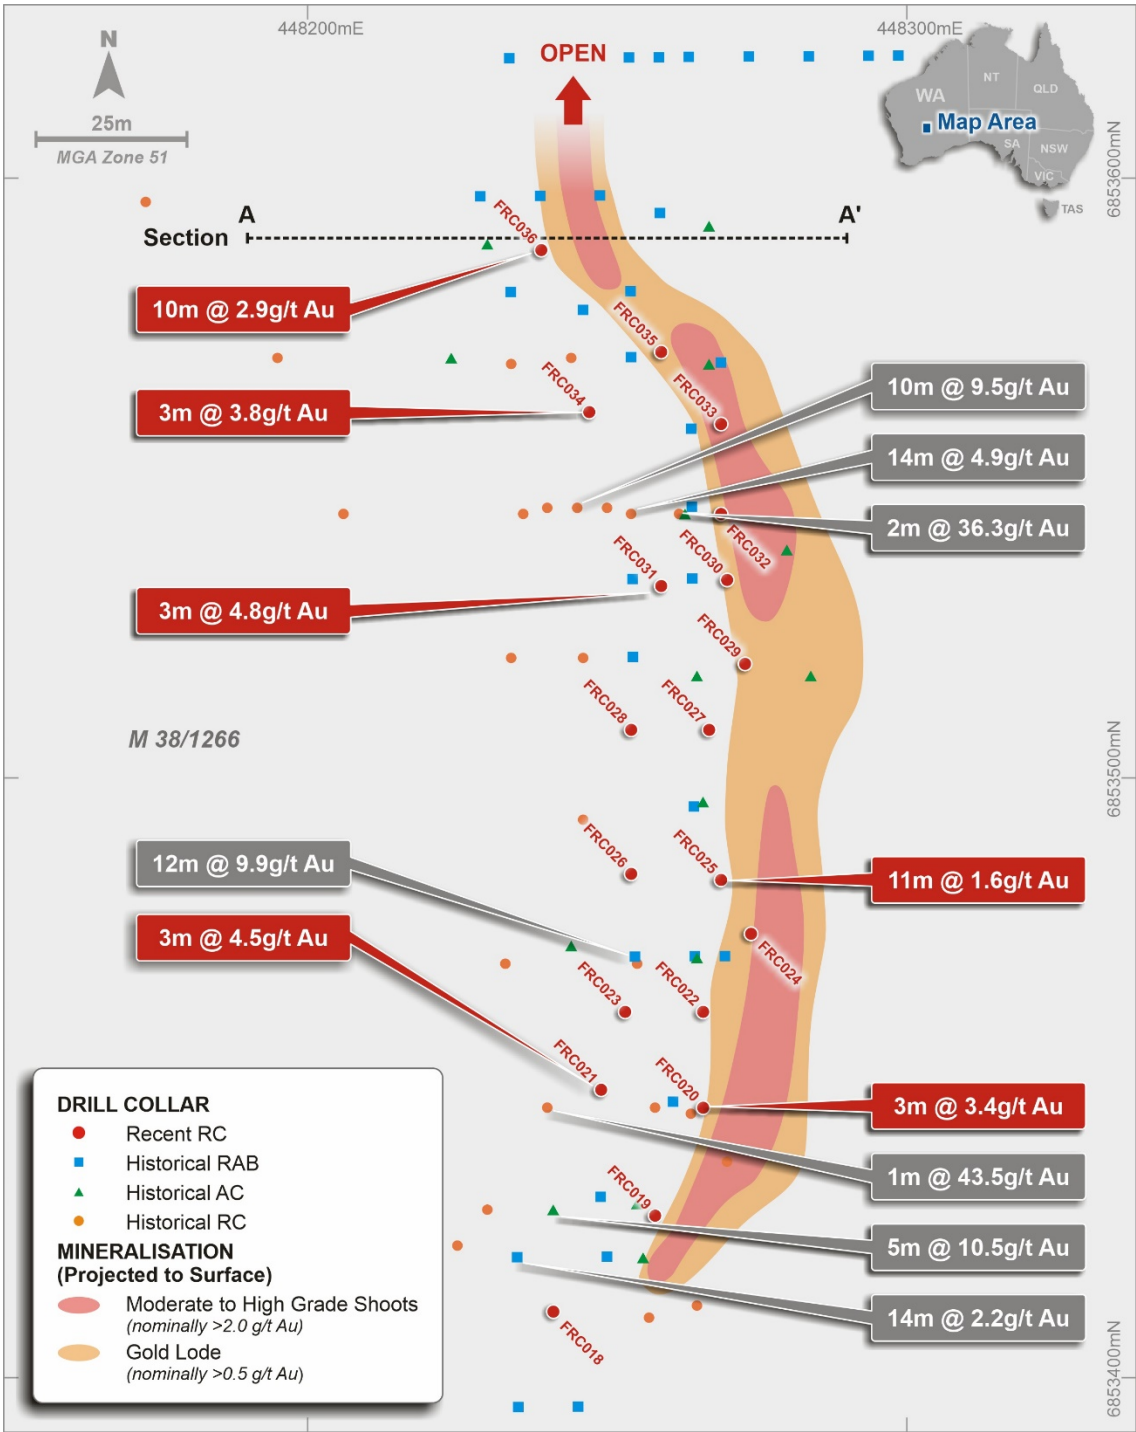 448200mE
448300mE
N
25m
MGA Zone 51
OPEN
WA
NT
QLD
SA
NSW
VIC
TAS
Map Area
6853600mN
Section
A
A'
FRC036
10m @ 2.9g/t Au
FRC035
FRC034
FRC033
3m @ 3.8g/t Au
10m @ 9.5g/t Au
14m @ 4.9g/t Au
2m @ 36.3g/t Au
FRC032
FRC031
FRC030
3m @ 4.8g/t Au
FRC029
FRC028
FRC027
M 38/1266
6853500mN
FRC026
FRC025
12m @ 9.9g/t Au
11m @ 1.6g/t Au
3m @ 4.5g/t Au
FRC024
FRC023
FRC022
FRC021
FRC020
3m @ 3.4g/t Au
1m @ 43.5g/t Au
FRC019
5m @ 10.5g/t Au
14m @ 2.2g/t Au
FRC018
6853400mN
DRILL COLLAR
Recent RC
Historical RAB
Historical AC
Historical RC
MINERALISATION
(Projected to Surface)
Moderate to High Grade Shoots
(nominally >2.0 g/t Au)
Gold Lode
(nominally >0.5 g/t Au)